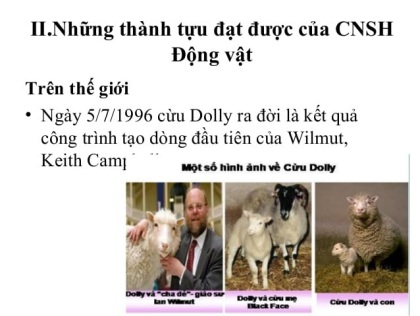 II.Những thành tựu đạt được của CNSH
Động vật
Trên thế giới
• Ngày 5/7/1996 cừu Dolly ra đời là kết quả
công trình tạo dòng đầu tiên của Wilmut,
Keith
Một số hình ảnh về Cừu Dolly
Dolly và "cha đẻ"- giáo sư
Ian Wilmut
Dolly và cừu mẹ
Black Face
Cừu Dolly và con